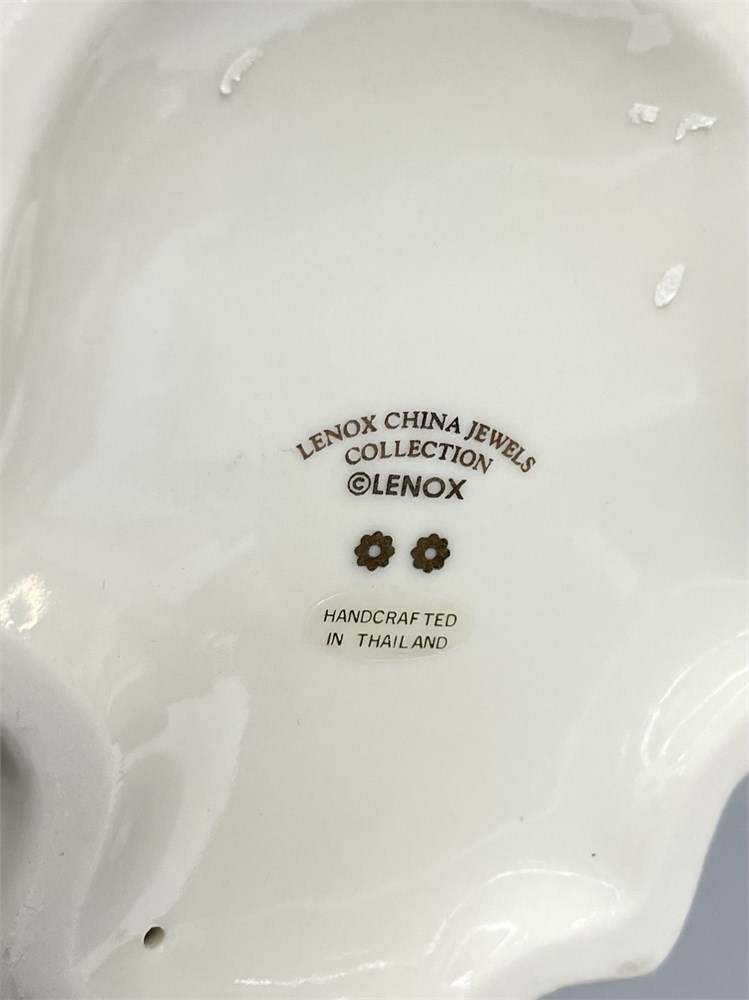 LENOX CHINA JEWELS
COLLECTION
©LENOX
HANDCRAFTED
IN THAILAND